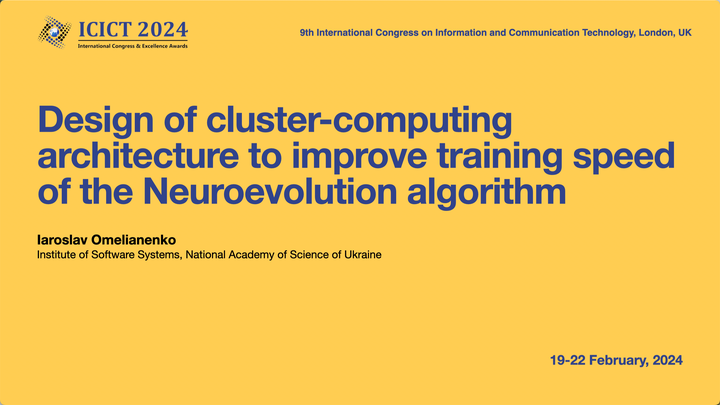 ICICT 2024
International Congress & Excellence Awards
9th International Congress on Information and Communication Technology, London, UK
Design of cluster-computing
architecture to improve training speed
of the Neuroevolution algorithm
Iaroslav Omelianenko
Institute of Software Systems, National Academy of Science of Ukraine
19-22 February, 2024